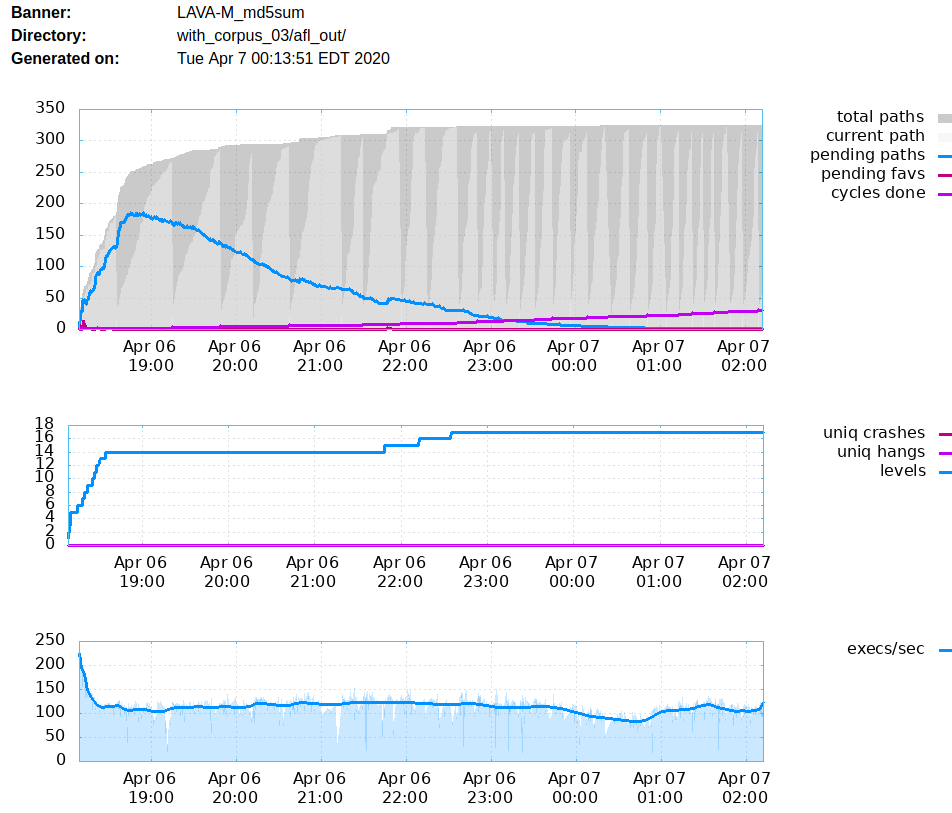 Banner: LAVA-M_md5sum
Directory: with_corpus_03/afl_out/
Generated on: Tue Apr 7 00:13:51 EDT 2020
350
300
250
200
150
100
50
0
Apr 06 Apr 06 Apr 06 Apr 06 Apr 06 Apr 07 Apr 07 Apr 07
19:00 20:00 21:00 22:00 23:00 00:00 01:00 02:00
total paths
current path
pending paths
pending favs
cycles done
18
16
14
12
10
8
6
4
2
0
Apr 06 Apr 06 Apr 06 Apr 06 Apr 06 Apr 07 Apr 07 Apr 07
19:00 20:00 21:00 22:00 23:00 00:00 01:00 02:00
uniq crashes
uniq hangs
levels
250
200
150
100
50
0
Apr 06 Apr 06 Apr 06 Apr 06 Apr 06 Apr 07 Apr 07 Apr 07
19:00 20:00 21:00 22:00 23:00 00:00 01:00 02:00
execs/sec